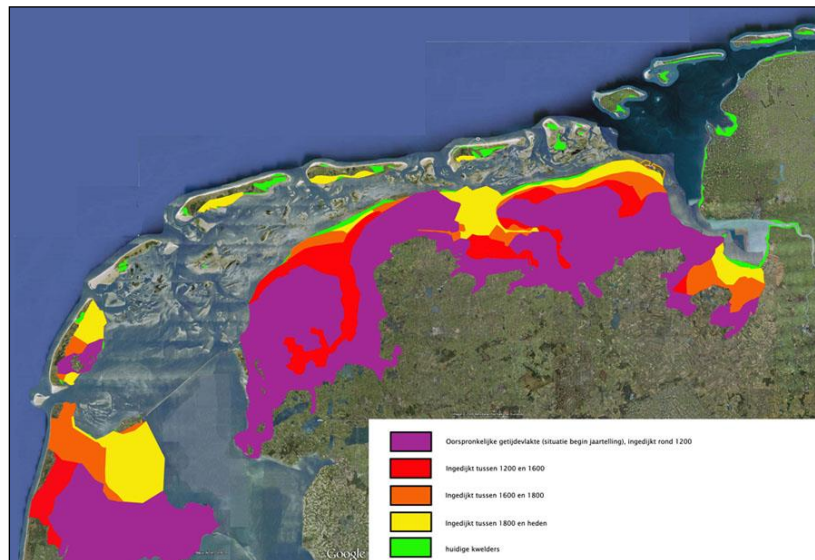 Oorspronkelijke getijdevlakte (situatie begin jaartelling), ingedijkt rond 1200
Ingedijkt tussen 1200 en 1600
Ingedijkt tussen 1600 en 1800
Ingedijkt tussen 1800 en heden
huidige kwelders
Google